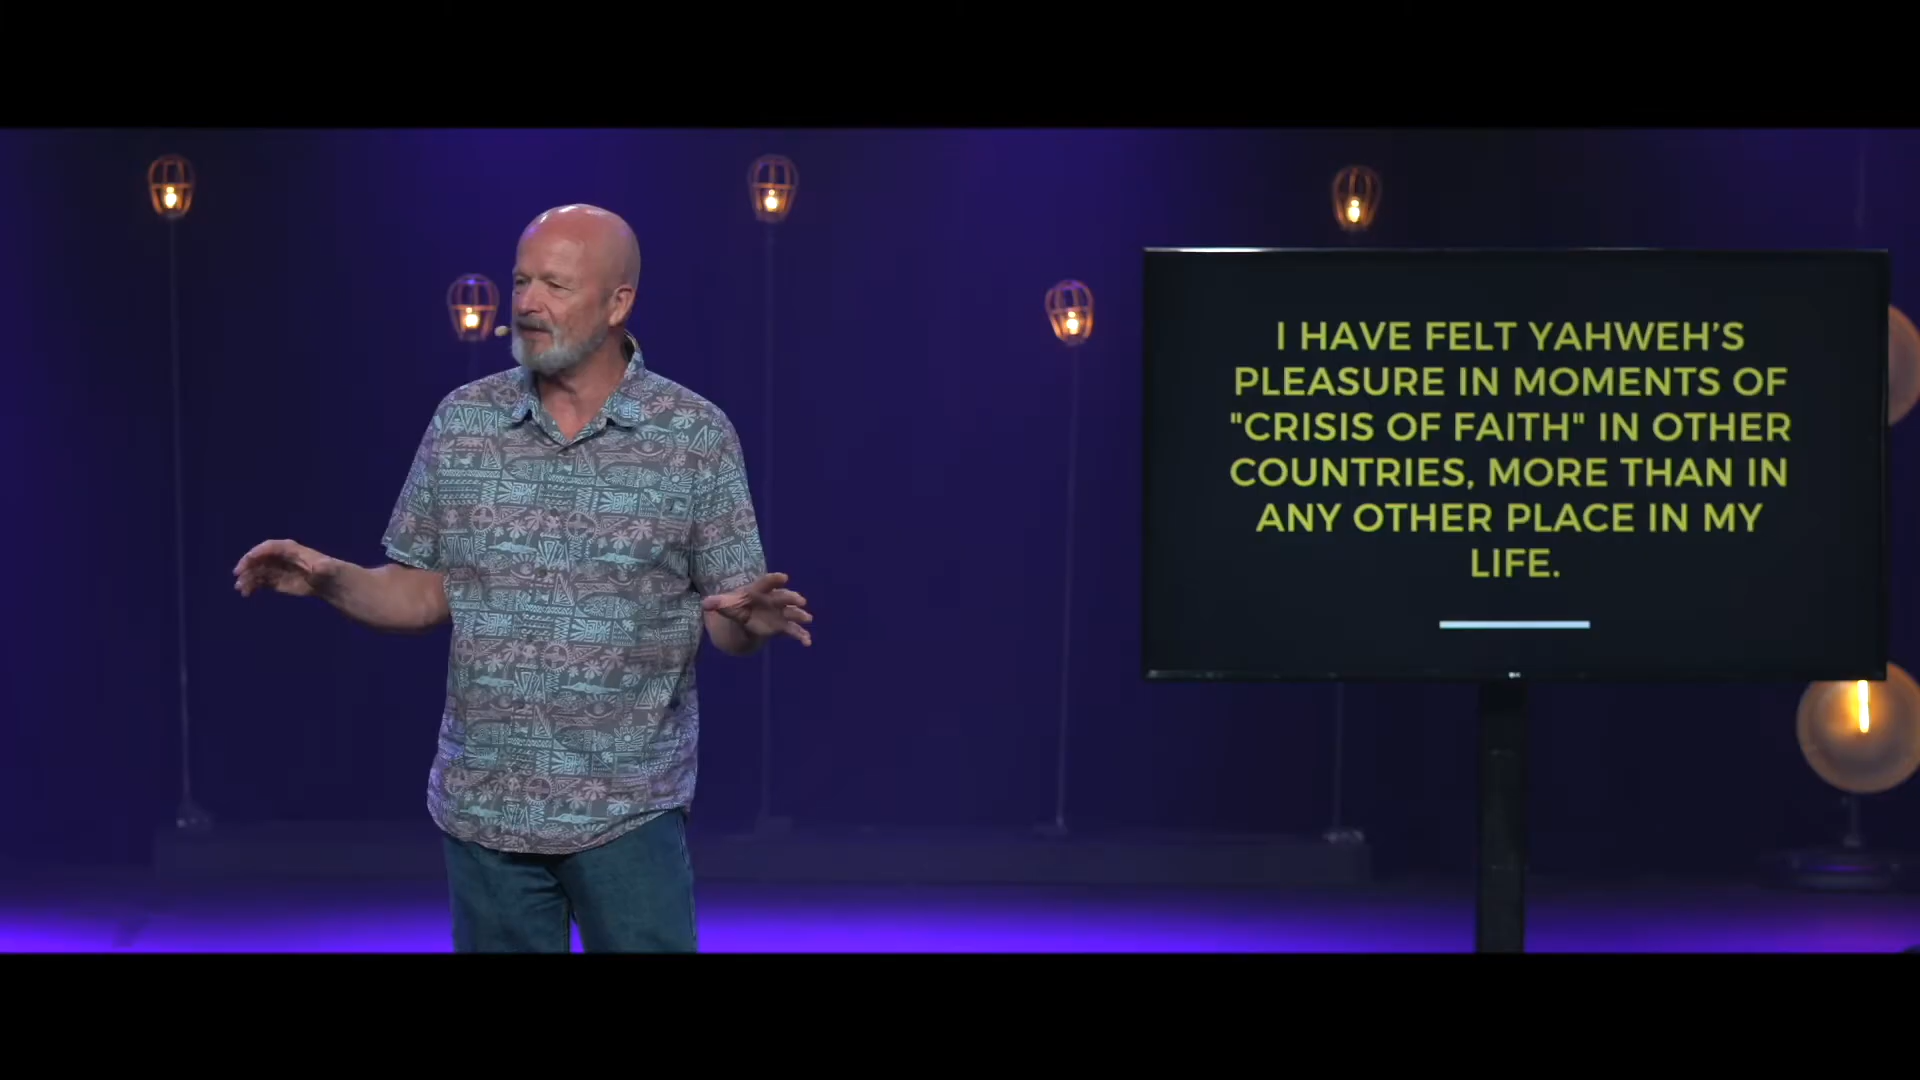 I HAVE FELT YAHWEH’S
PLEASURE IN MOMENTS OF
"CRISIS OF FAITH" IN OTHER
COUNTRIES, MORE THAN IN
ANY OTHER PLACE IN MY
LIFE.